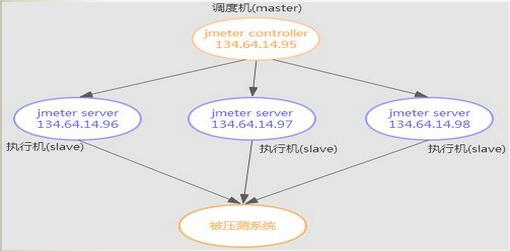 调度机(master)
jmeter controller
134.64.14.95
jmeter server
134.64.14.96
jmeter server
134.64.14.97
jmeter server
134.64.14.98
执行机(slave)
执行机(slave)
执行机(slave)
被压测系统